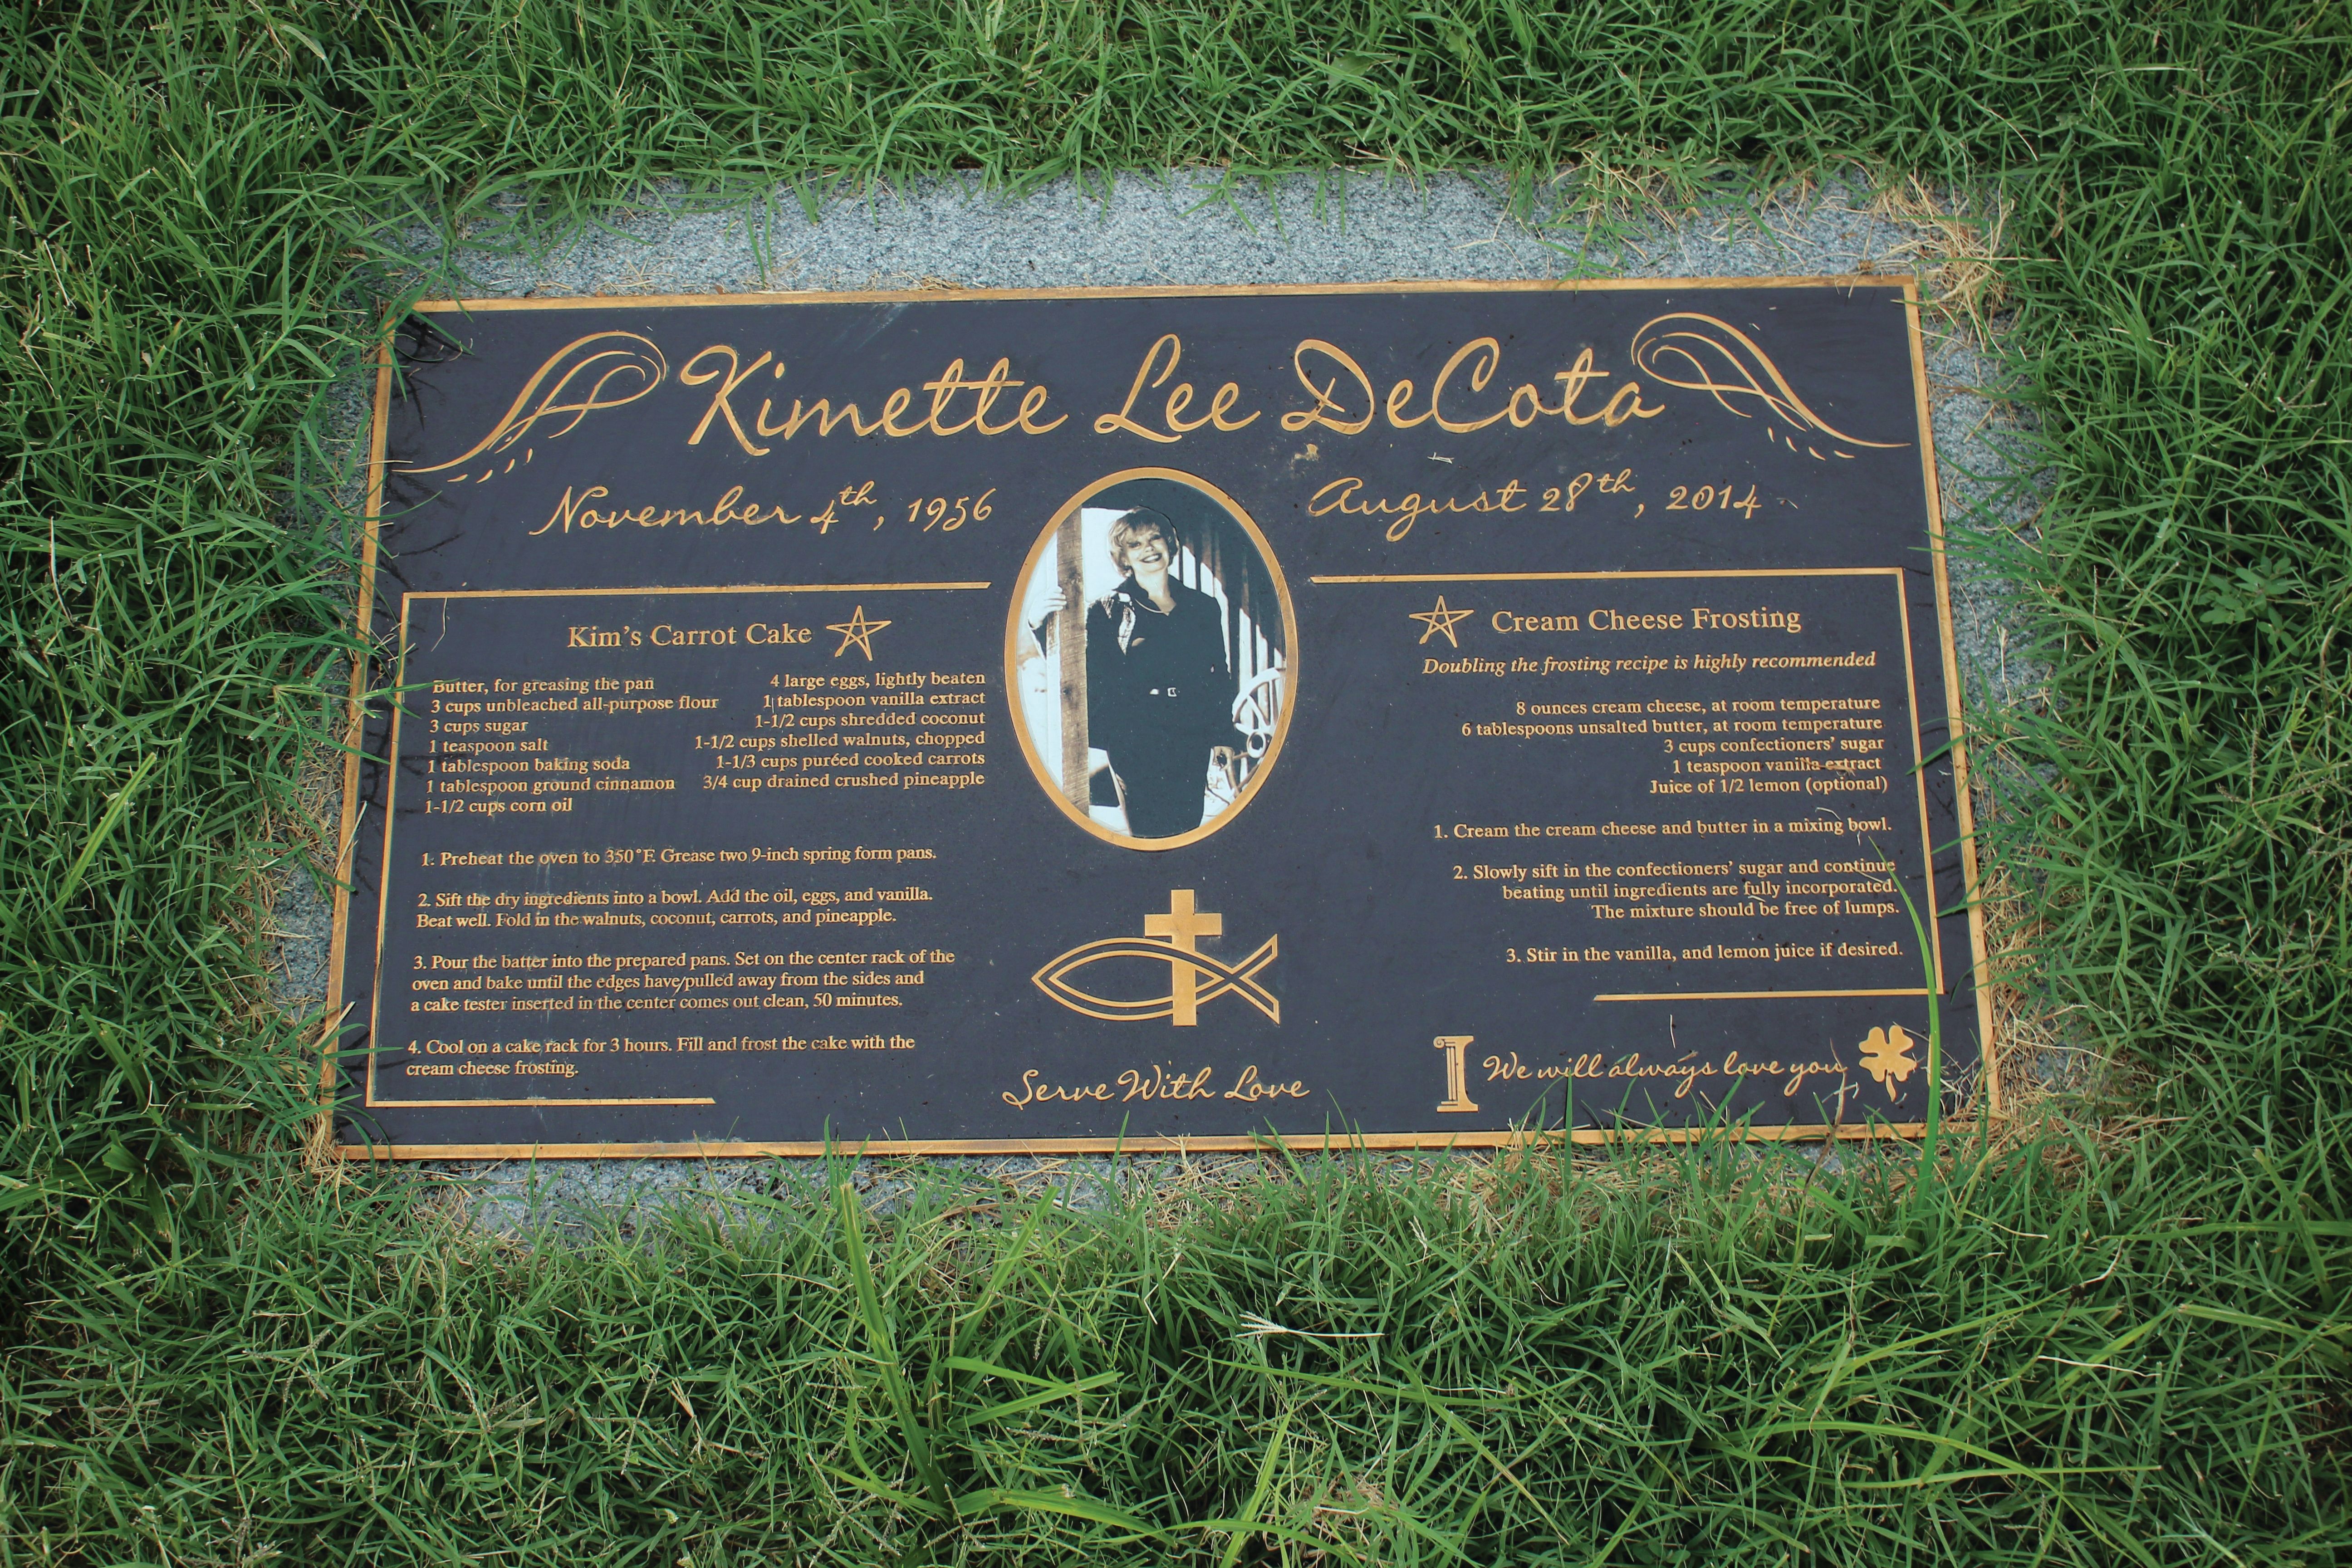 Kimette Lee DeCota
November 4th, 1956
August 28th, 2014
Kim's Carrot Cake
Butter, for greasing the pan
3 cups unbleached all-purpose flour
3 cups sugar
1 teaspoon salt
1 tablespoon baking soda
1 tablespoon ground cinnamon
1-1/2 cups corn oil
4 large eggs, lightly beaten
1 tablespoon vanilla extract
1-1/2 cups shredded coconut
1-1/2 cups shelled walnuts, chopped
1-1/3 cups puréed cooked carrots
3/4 cup drained crushed pineapple
1. Preheat the oven to 350°F. Grease two 9-inch spring form pans.
2. Sift the dry ingredients into a bowl. Add the oil, eggs, and vanilla.
Beat well. Fold in the walnuts, coconut, carrots, and pineapple.
3. Pour the batter into the prepared pans. Set on the center rack of the
oven and bake until the edges have pulled away from the sides and
a cake tester inserted in the center comes out clean, 50 minutes.
4. Cool on a cake rack for 3 hours. Fill and frost the cake with the
cream cheese frosting.
Serve With Love
Cream Cheese Frosting
Doubling the frosting recipe is highly recommended
8 ounces cream cheese, at room temperature
6 tablespoons unsalted butter, at room temperature
3 cups confectioners' sugar
1 teaspoon vanilla extract
Juice of 1/2 lemon (optional)
1. Cream the cream cheese and butter in a mixing bowl.
2. Slowly sift in the confectioners' sugar and continue
beating until ingredients are fully incorporated.
The mixture should be free of lumps.
3. Stir in the vanilla, and lemon juice if desired.
We will always love you